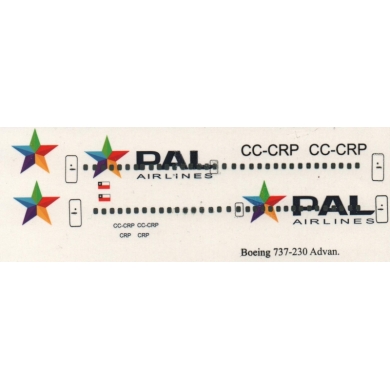 PAL
AIRLINES
CC-CRP CC-CRP
PAL
AIRLINES
CC-CRP CC-CRP
CRP CRP
Boeing 737-230 Advan.